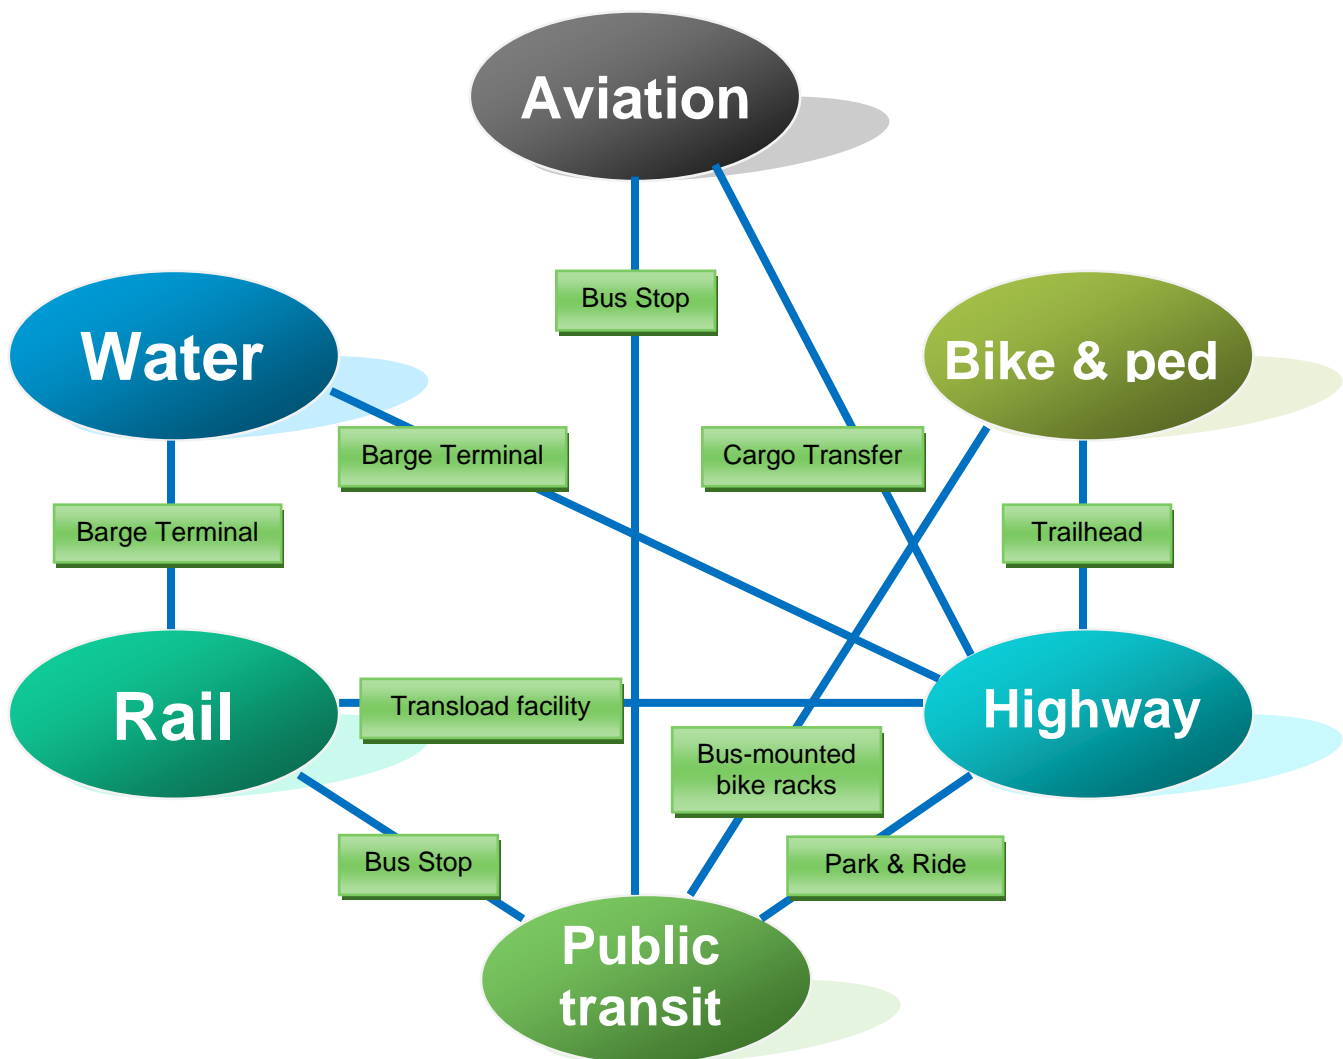 Aviation
Bus Stop
Water
Bike & ped
Barge Terminal
Cargo Transfer
Barge Terminal
Trailhead
Rail
Transload facility
Highway
Bus-mounted
bike racks
Bus Stop
Park & Ride
Public
transit